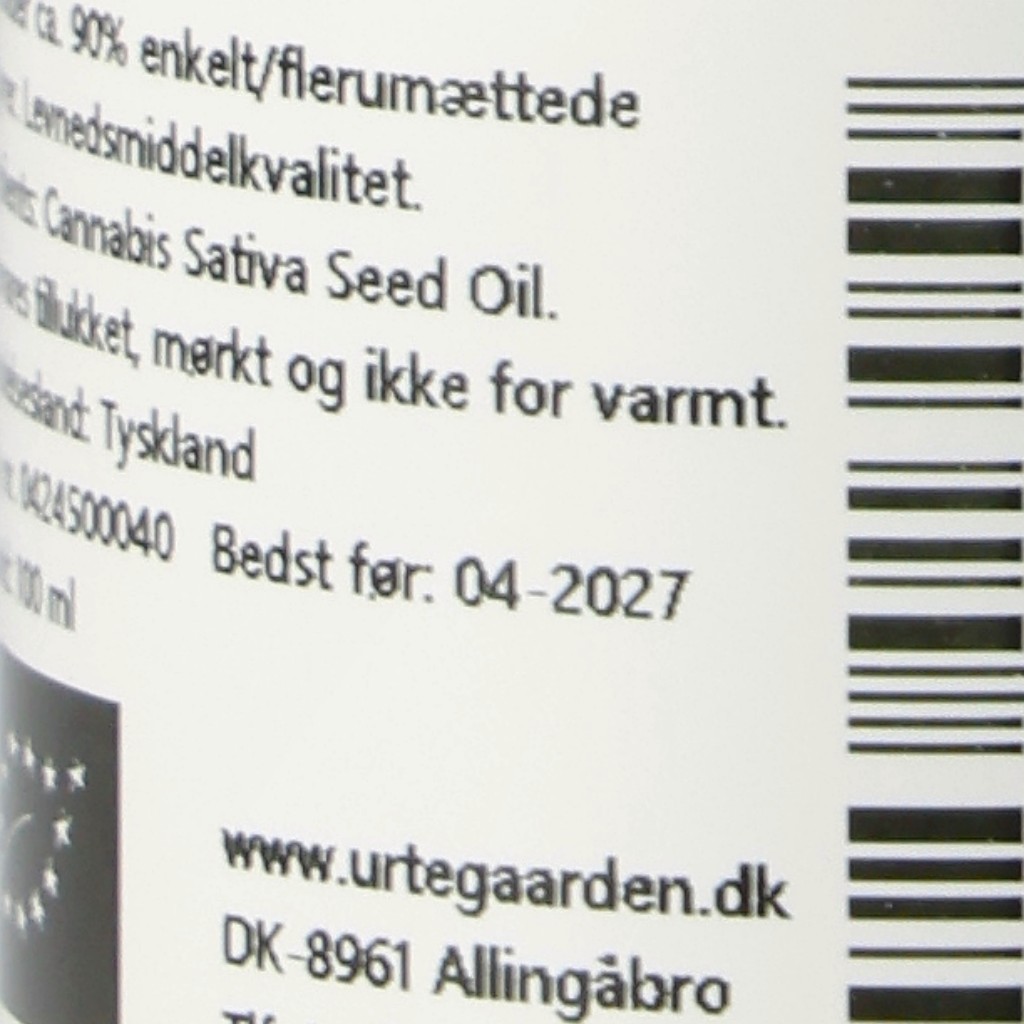 ca. 90% enkelt/flerumættede
Levnedsmiddelkvalitet.
Cannabis Sativa Seed Oil.
tillukket, mørkt og ikke for varmt.
Tyskland
0424500040 Bedst før: 04-2027
100 ml
www.urtegaarden.dk
DK-8961 Allingåbro